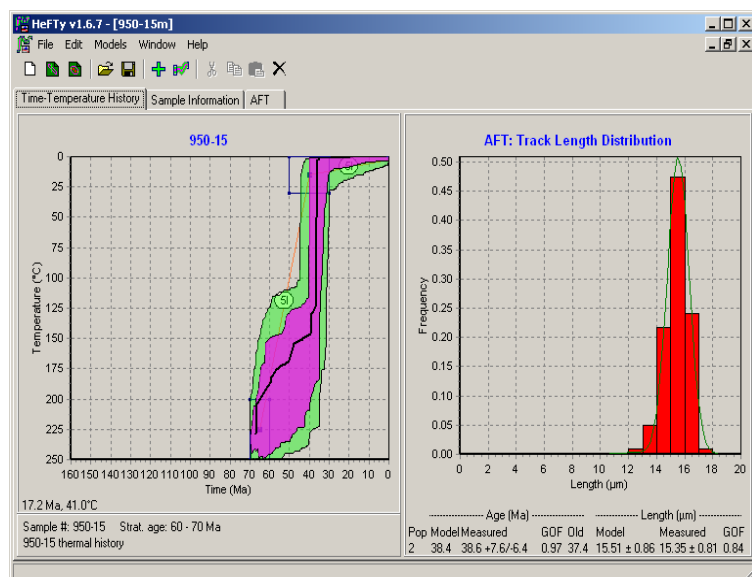 HeFTy v1.6.7 - [950-15m]
File Edit Models Window Help
Time-Temperature History Sample Information AFT
950-15
0
25
50
75
100
125
150
175
200
225
250
Temperature (°C)
5I
160 150 140 130 120 110 100 90 80 70 60 50 40 30 20 10 0
Time (Ma)
17.2 Ma, 41.0°C
Sample #: 950-15 Strat. age: 60 - 70 Ma
950-15 thermal history
AFT: Track Length Distribution
0.50
0.45
0.40
0.35
0.30
0.25
0.20
0.15
0.10
0.05
0.00
Frequency
0 2 4 6 8 10 12 14 16 18 20
Length (µm)
Age (Ma) Length (µm)
Pop Model Measured GOF Old Model Measured GOF
2 38.4 38.6 +7.6/-6.4 0.97 37.4 15.51 ± 0.86 15.35 ± 0.81 0.84